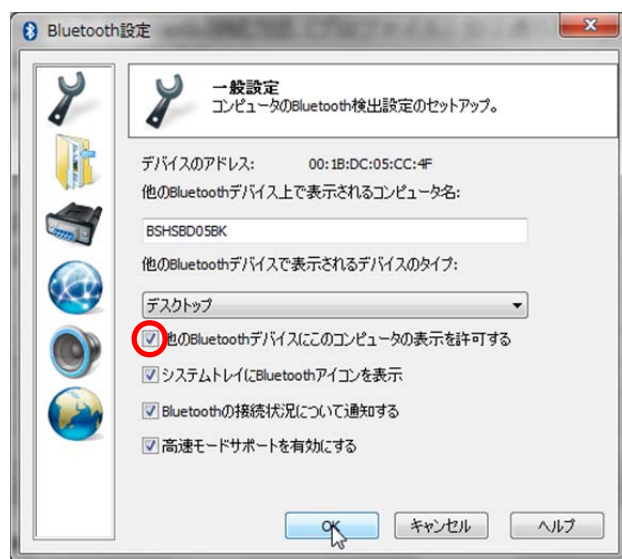 Bluetooth設定
一般設定
コンピュータのBluetooth検出設定のセットアップ。
デバイスのアドレス: 00:1B:DC:05:CC:4F
他のBluetoothデバイス上で表示されるコンピュータ名:
BSHSBD05BK
他のBluetoothデバイスで表示されるデバイスのタイプ:
デスクトップ
他のBluetoothデバイスにこのコンピュータの表示を許可する
システムトレイにBluetoothアイコンを表示
Bluetoothの接続状況について通知する
高速モードサポートを有効にする
OK キャンセル ヘルプ